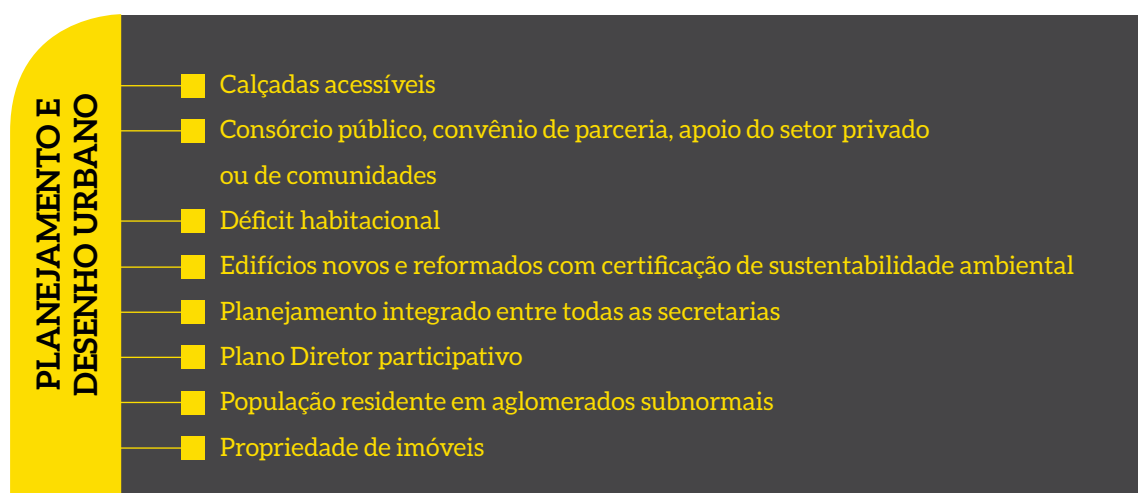 PLANEJAMENTO E
DESENHO URBANO
Calçadas acessíveis
Consórcio público, convênio de parceria, apoio do setor privado
ou de comunidades
Déficit habitacional
Edifícios novos e reformados com certificação de sustentabilidade ambiental
Planejamento integrado entre todas as secretarias
Plano Diretor participativo
População residente em aglomerados subnormais
Propriedade de imóveis